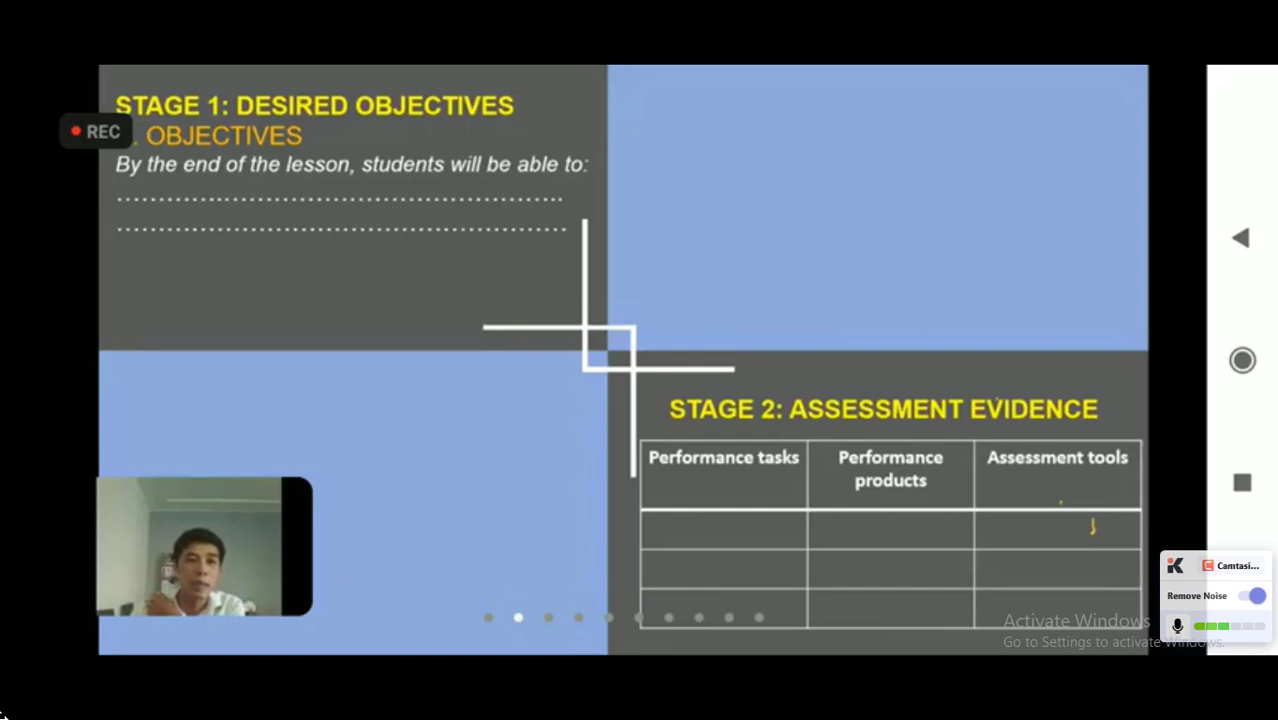 STAGE 1: DESIRED OBJECTIVES
REC
. OBJECTIVES
By the end of the lesson, students will be able to:
......................................................
......................................................
STAGE 2: ASSESSMENT EVIDENCE
Performance tasks
Performance
products
Assessment tools
Camtasi...
Remove Noise
Activate Windows
Go to Settings to activate Windows.